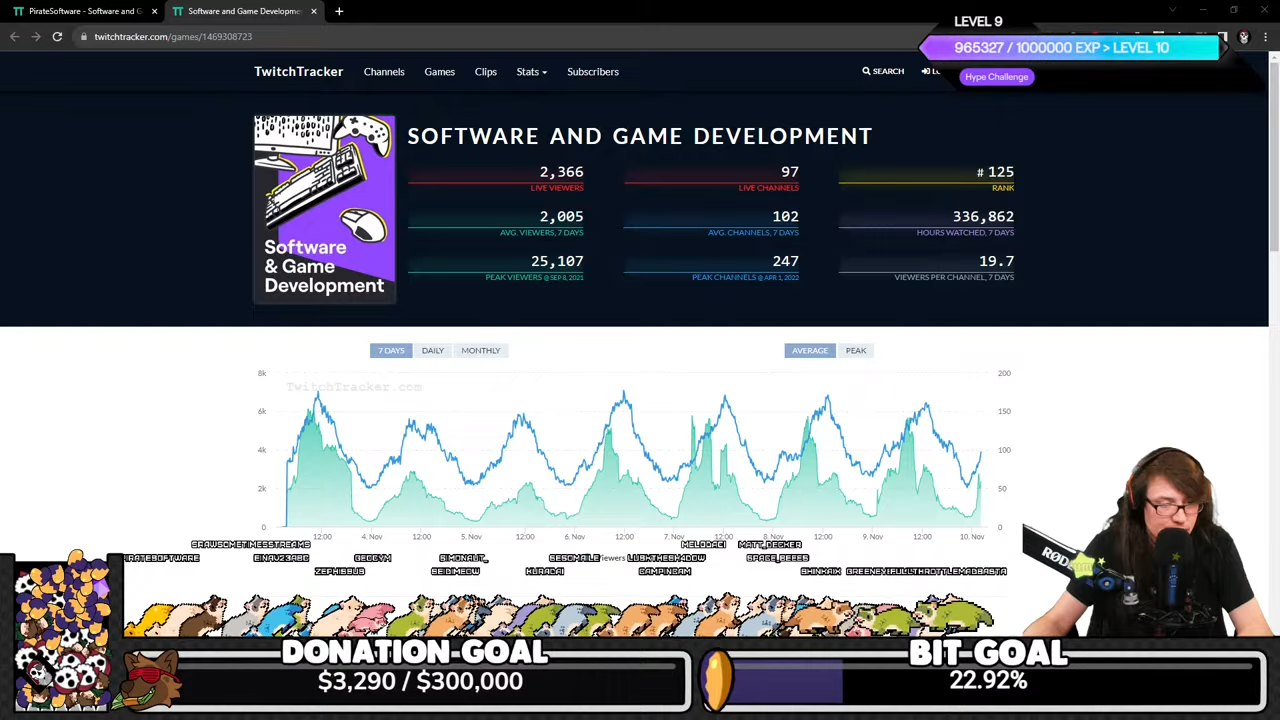 PirateSoftware - Software and G
Software and Game Developme
LEVEL 9
twitchtracker.com/games/1469308723
965327 / 1000000 EXP > LEVEL 10
TwitchTracker
Channels
Games
Clips
Stats
Subscribers
SEARCH
Hype Challenge
SOFTWARE AND GAME DEVELOPMENT
2,366
LIVE VIEWERS
97
LIVE CHANNELS
# 125
RANK
2,005
AVG. VIEWERS, 7 DAYS
102
AVG. CHANNELS, 7 DAYS
336,862
HOURS WATCHED, 7 DAYS
25,107
PEAK VIEWERS @ SEP 8, 2021
247
PEAK CHANNELS @ APR 1, 2022
19.7
VIEWERS PER CHANNEL, 7 DAYS
Software
& Game
Development
7 DAYS
DAILY
MONTHLY
AVERAGE
PEAK
TwitchTracker.com
8k
6k
4k
2k
0
200
150
100
50
0
12:00
4. Nov
12:00
5. Nov
12:00
6. Nov
12:00
7. Nov
12:00
8. Nov
12:00
9. Nov
12:00
10. Nov
RØDE
DONATION GOAL
$3,290 / $300,000
BIT GOAL
22.92%